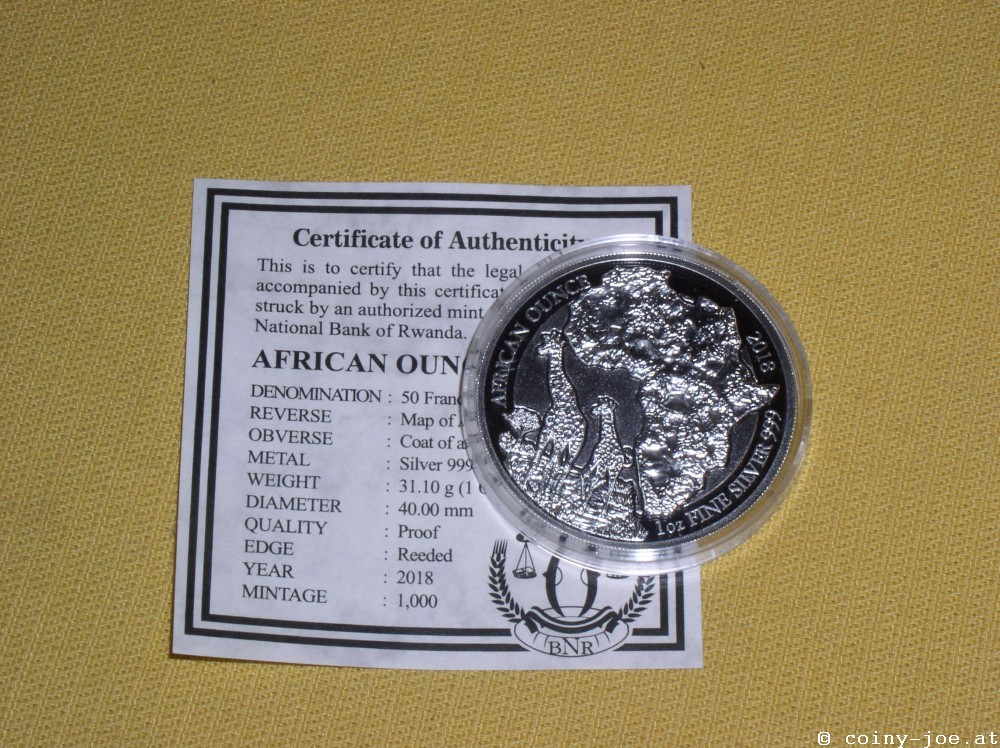 Certificate of Authenticity
This is to certify that the legal
accompanied by this certificat
struck by an authorized mint
National Bank of Rwanda.
AFRICAN OUNC
DENOMINATION : 50 Franc
REVERSE : Map of A
OBVERSE : Coat of a
METAL : Silver 999
WEIGHT : 31.10 g (1 O
DIAMETER : 40.00 mm
QUALITY : Proof
EDGE : Reeded
YEAR : 2018
MINTAGE : 1,000
BNR
AFRICAN OUNCE
2018
1oz FINE SILVER 999
© coiny-joe.at